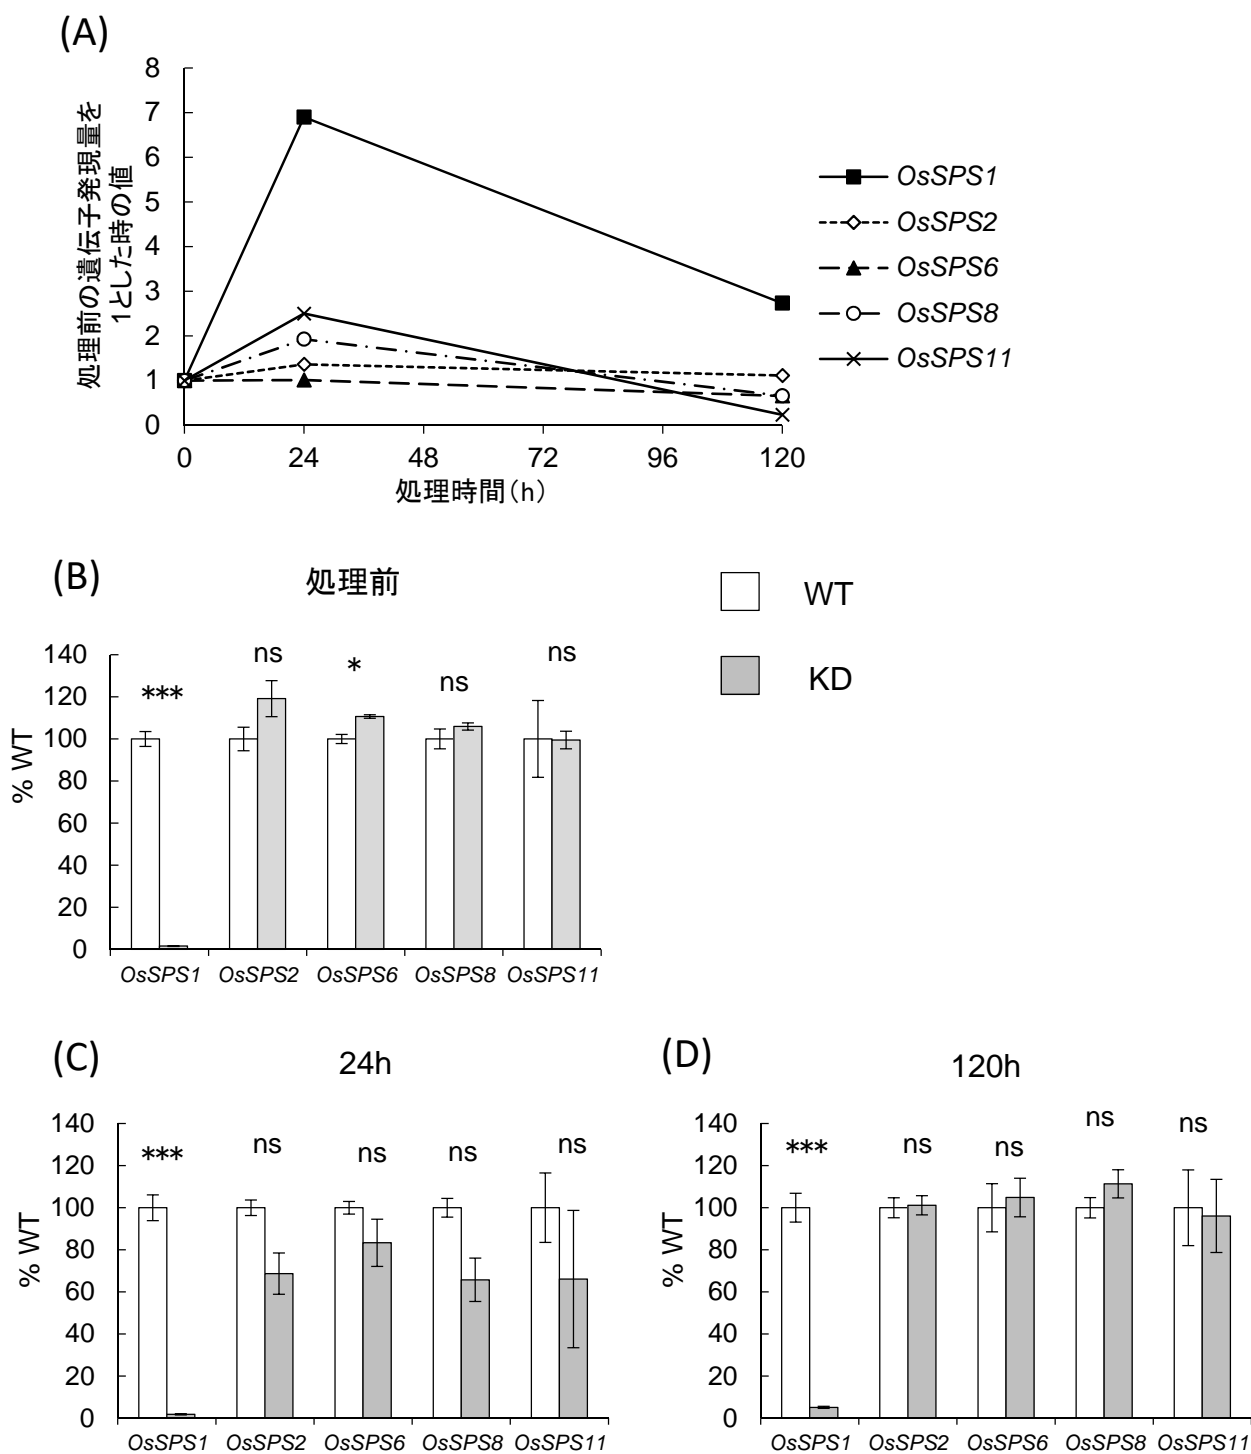 (A)
処理前の遺伝子発現量を
1とした時の値
8
7
6
5
4
3
2
1
0
0 24 48 72 96 120
処理時間(h)
OsSPS1
OsSPS2
OsSPS6
OsSPS8
OsSPS11
(B)
処理前
WT
KD
% WT
140
120
100
80
60
40
20
0
*** ns * ns ns
OsSPS1 OsSPS2 OsSPS6 OsSPS8 OsSPS11
(C)
24h
% WT
140
120
100
80
60
40
20
0
*** ns ns ns ns
OsSPS1 OsSPS2 OsSPS6 OsSPS8 OsSPS11
(D)
120h
% WT
140
120
100
80
60
40
20
0
*** ns ns ns ns
OsSPS1 OsSPS2 OsSPS6 OsSPS8 OsSPS11